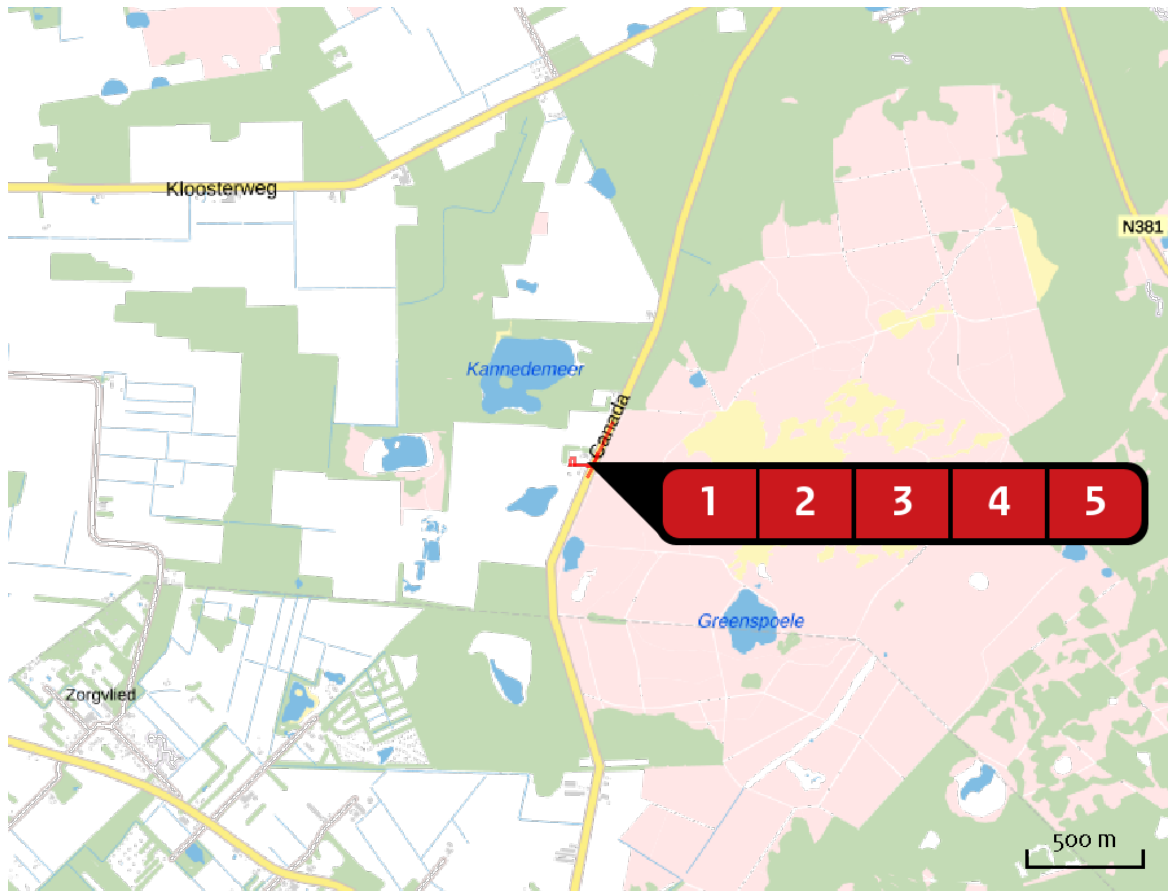 Kloosterweg
N381
Kannedemeer
Canada
1 2 3 4 5
Greenspoele
Zorgvlied
500 m